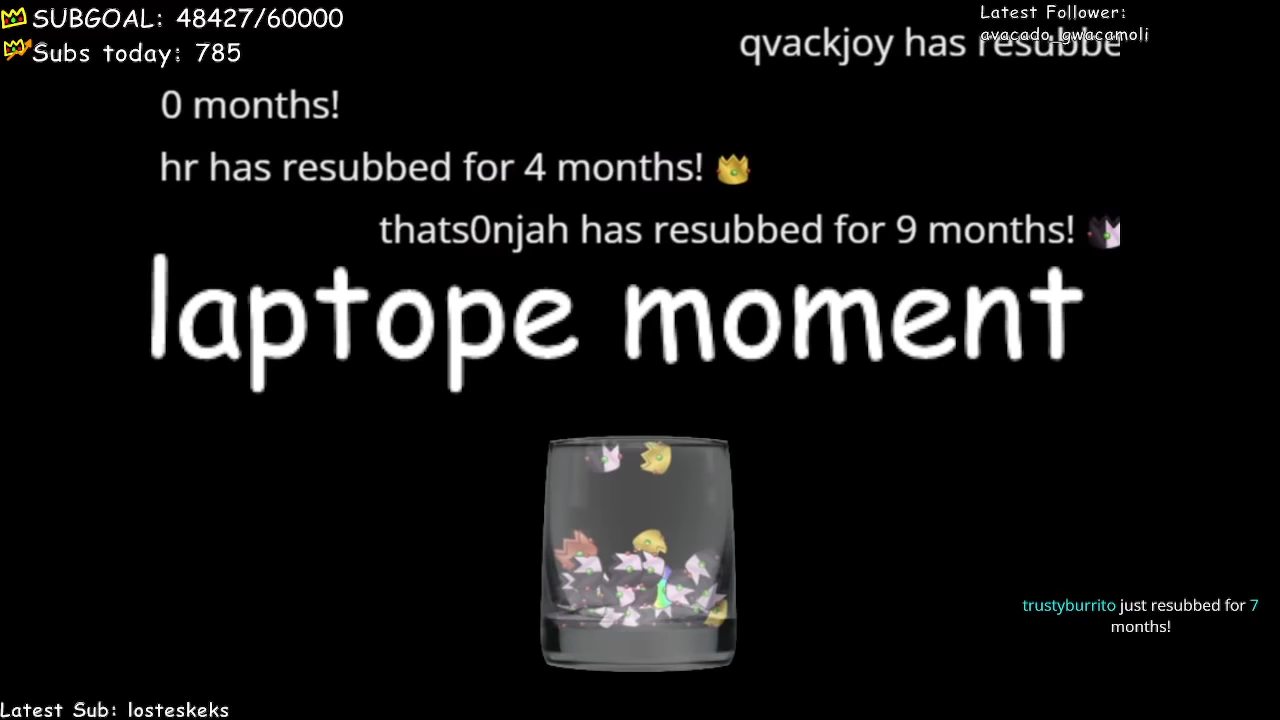 SUBGOAL: 48427/60000
Latest Follower:
avacado_gwacamoli
qvackjoy has resubbe
Subs today: 785
0 months!
hr has resubbed for 4 months!
thats0njah has resubbed for 9 months!
laptope moment
trustyburrito just resubbed for 7
months!
Latest Sub: losteskeks